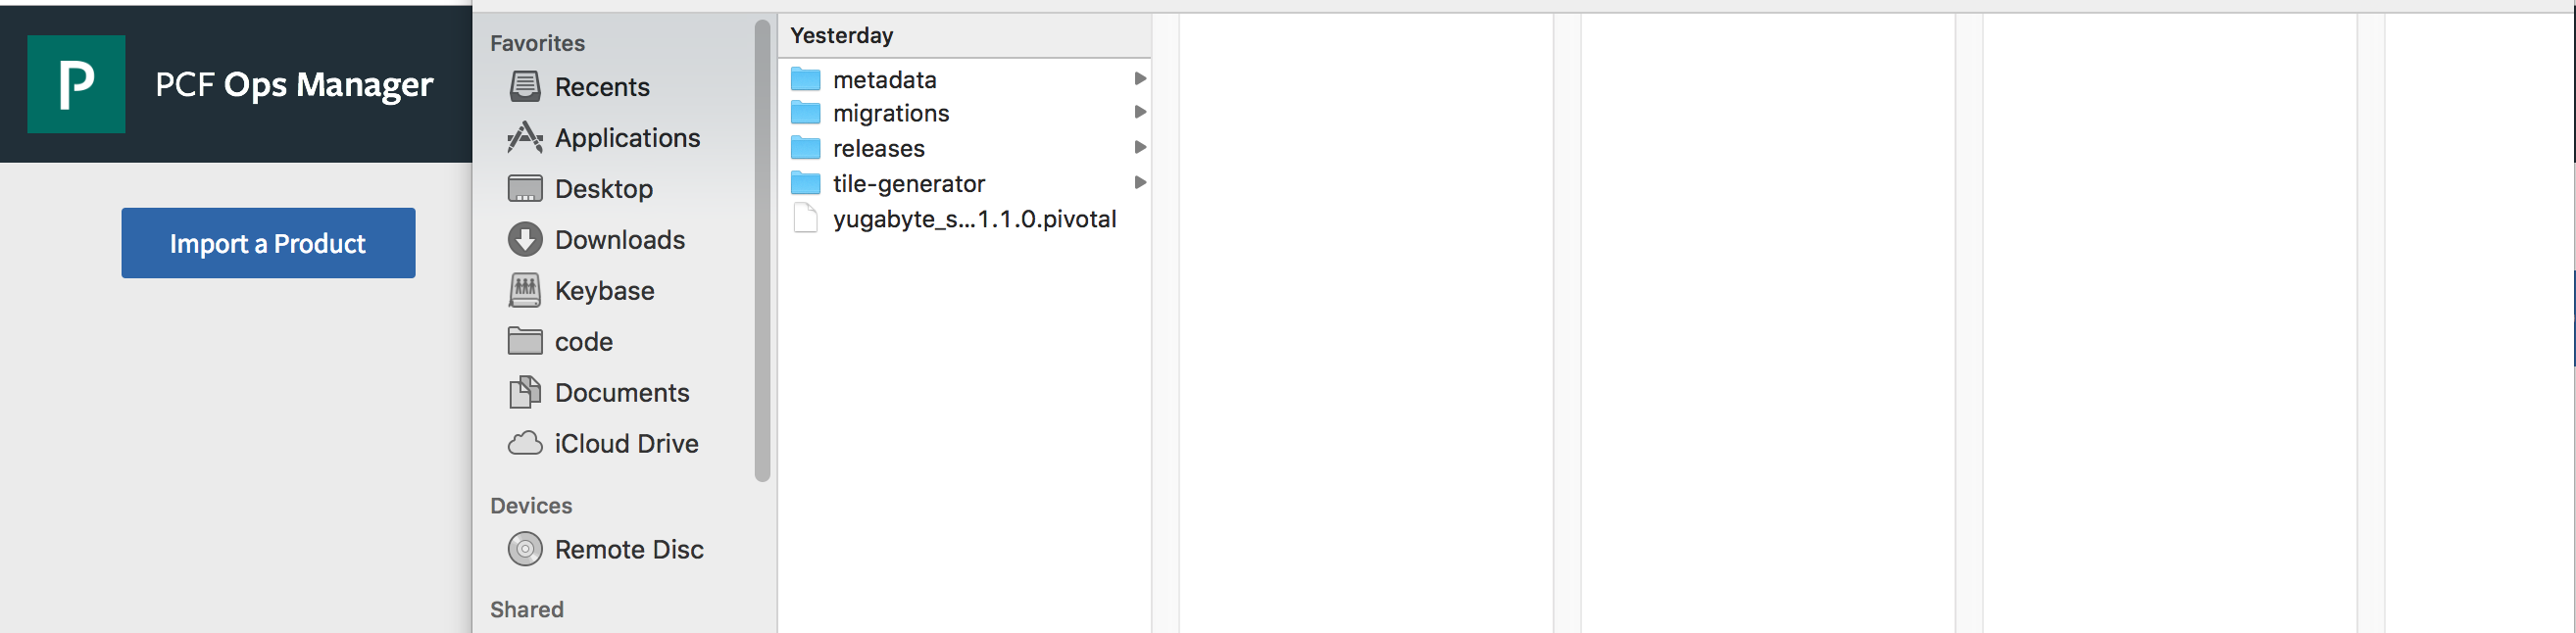 P
PCF Ops Manager
Import a Product
Favorites
Recents
Applications
Desktop
Downloads
Keybase
code
Documents
iCloud Drive
Devices
Remote Disc
Shared
Yesterday
metadata
migrations
releases
tile-generator
yugabyte_s...1.1.0.pivotal